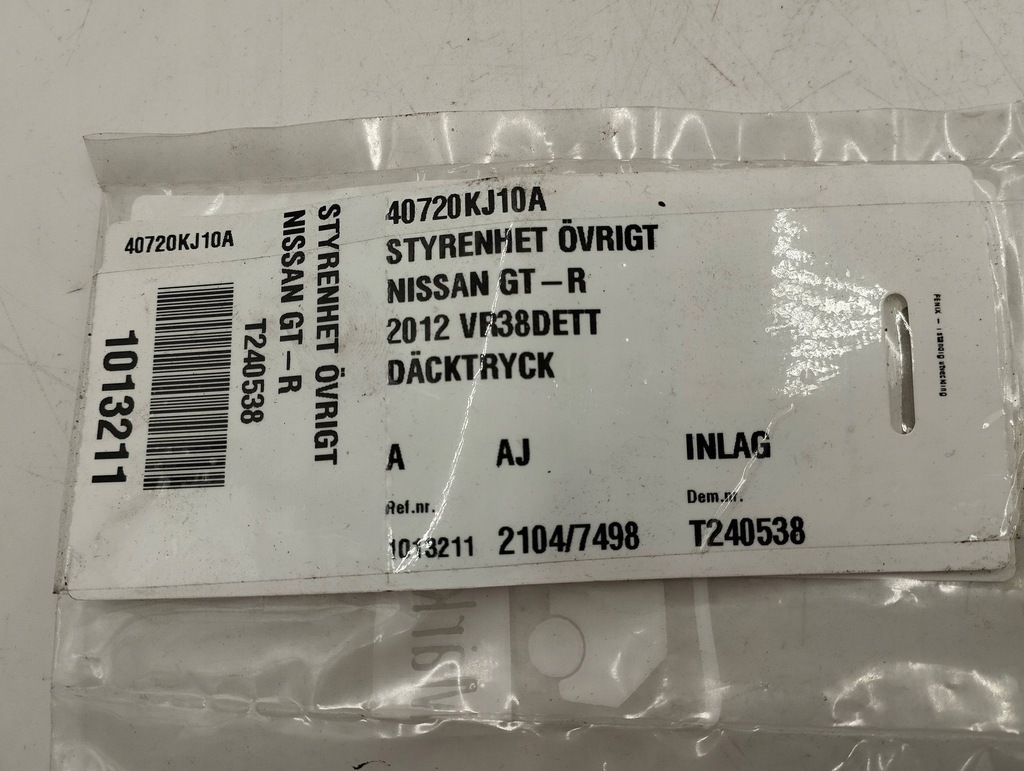 40720KJ10A
1013211
T240538
NISSAN GT-R
STYRENHET ÖVRIGT
40720KJ10A
STYRENHET ÖVRIGT
NISSAN GT-R
2012 VR38DETT
DÄCKTRYCK
A AJ INLAG
Ref.nr. Dem.nr.
1013211 2104/7498 T240538